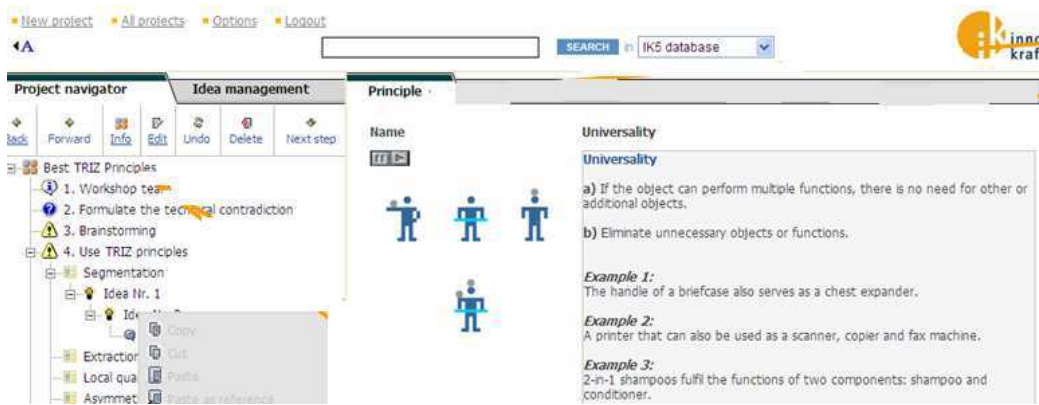 New project All projects Options Logout
A
SEARCH in IK5 database
Project navigator Idea management Principle
Back Forward Info Edit Undo Delete Next step
Best TRIZ Principles
1. Workshop team
2. Formulate the technical contradiction
3. Brainstorming
4. Use TRIZ principles
Segmentation
Idea Nr. 1
Copy
Cut
Extraction
Paste
Local qua
Asymmet
Paste as reference
Name
Universality
Universality
a) If the object can perform multiple functions, there is no need for other or
additional objects.
b) Eliminate unnecessary objects or functions.
Example 1:
The handle of a briefcase also serves as a chest expander.
Example 2:
A printer that can also be used as a scanner, copier and fax machine.
Example 3:
2-in-1 shampoos fulfil the functions of two components: shampoo and
conditioner.